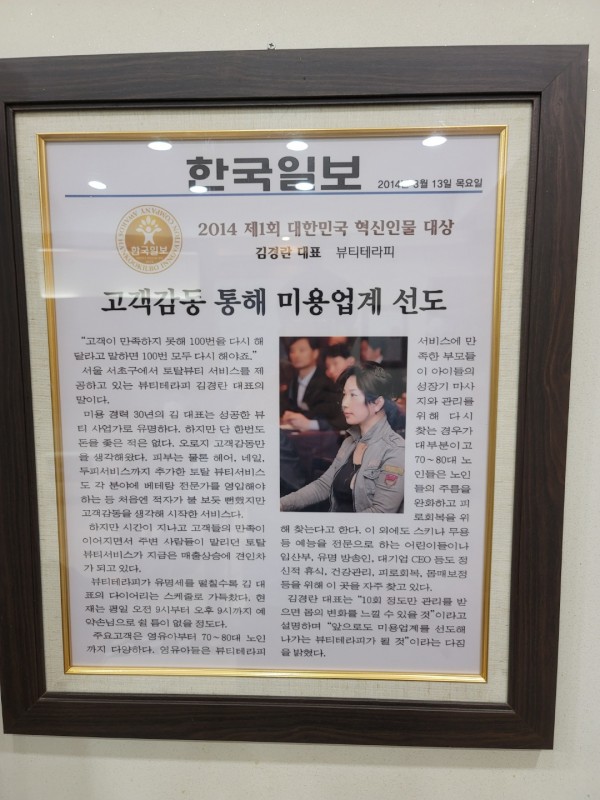 한국일보
2014년 3월 13일 목요일
한국일보
2014 제1회 대한민국 혁신인물 대상
김경란 대표 뷰티테라피
고객감동 통해 미용업계 선도
“고객이 만족하지 못해 100번을 다시 해
달라고 말하면 100번 모두 다시 해야죠.”
서울 서초구에서 토탈뷰티 서비스를 제
공하고 있는 뷰티테라피 김경란 대표의
말이다.
미용 경력 30년의 김 대표는 성공한 뷰
티 사업가로 유명하다. 하지만 단 한번도
돈을 좇은 적은 없다. 오로지 고객감동만
을 생각해왔다. 피부는 물론 헤어, 네일,
두피서비스까지 추가한 토탈 뷰티서비스
도 각 분야에 베테랑 전문가를 영입해야
하는 등 처음엔 적자가 불 보듯 뻔했지만
고객감동을 생각해 시작한 서비스다.
하지만 시간이 지나고 고객들의 만족이
이어지면서 주변 사람들이 말리던 토탈
뷰티서비스가 지금은 매출상승에 견인차
가 되고 있다.
뷰티테라피가 유명세를 떨칠수록 김 대
표의 다이어리는 스케줄로 가득찼다. 현
재는 평일 오전 9시부터 오후 9시까지 예
약손님으로 쉴 틈이 없을 정도다.
주요고객은 영유아부터 70~80대 노인
까지 다양하다. 영유아들은 뷰티테라피
서비스에 만
족한 부모들
이 아이들의
성장기 마사
지와 관리를
위해 다시
찾는 경우가
대부분이고
70~80대 노
인들은 노인
들의 주름을
완화하고 피
로회복을 위
해 찾는다고 한다. 이 외에도 스키나 무용
등 예능을 전문으로 하는 어린이들이나
임산부, 유명 방송인, 대기업 CEO 등도 정
신적 휴식, 건강관리, 피로회복, 몸매보정
등을 위해 이 곳을 자주 찾고 있다.
김경란 대표는 “10회 정도만 관리를 받
으면 몸의 변화를 느낄 수 있을 것”이라고
설명하며 “앞으로도 미용업계를 선도해
나가는 뷰티테라피가 될 것”이라는 다짐
을 밝혔다.